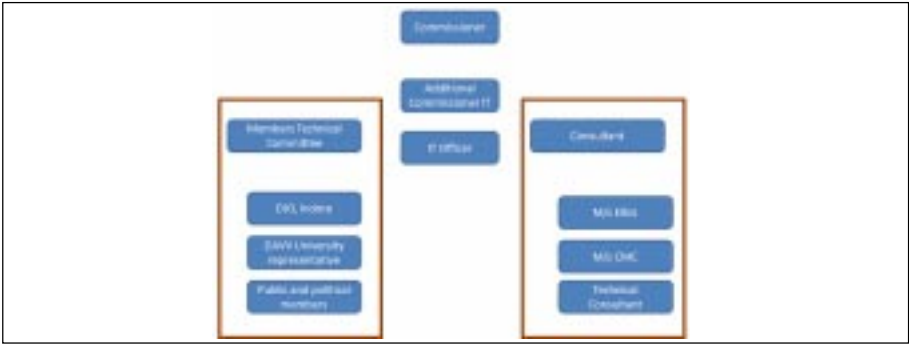 Commissioner
Additional
Commissioner IT
Members Technical
Committee
IT Officer
Consultant
Indore
M/S
DAVV University
representative
M/S CMC
Public and political
members
Technical
Consultant